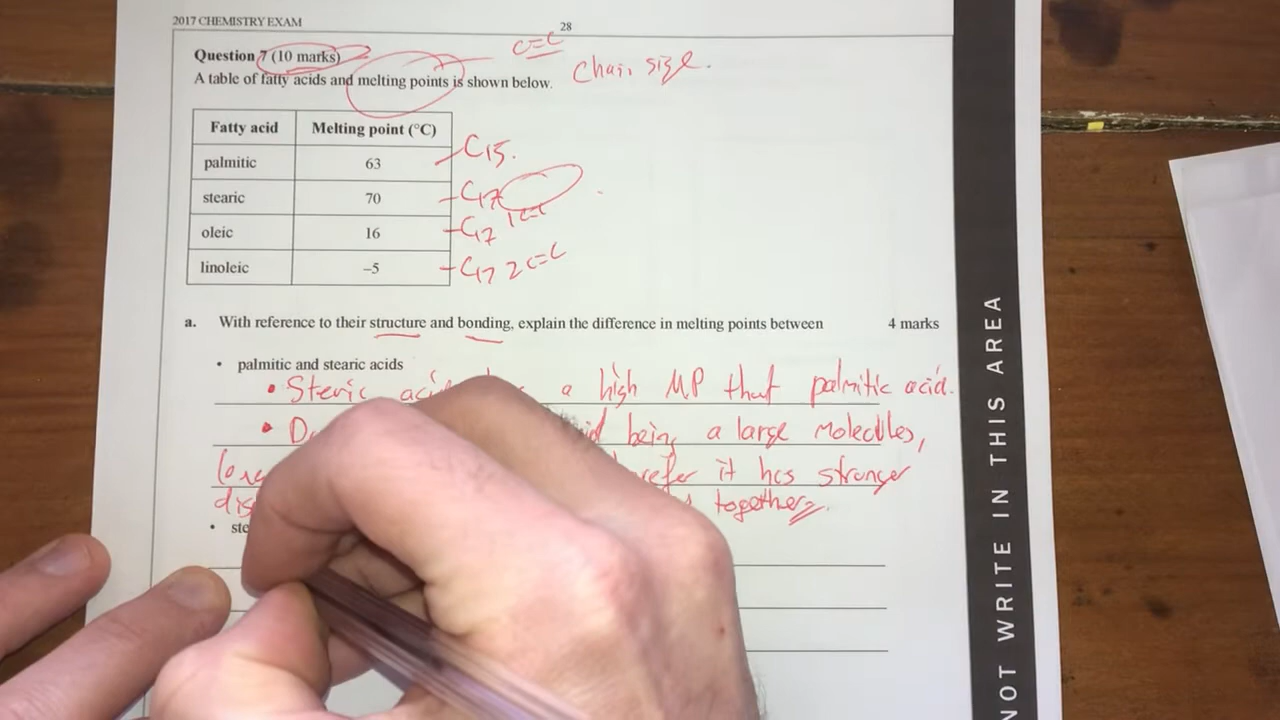 2017 CHEMISTRY EXAM 28
Question 7 (10 marks) C=C
A table of fatty acids and melting points is shown below. Chain size.
Fatty acid Melting point (°C)
palmitic 63 C15.
stearic 70 C17
oleic 16 C17 1C=C
linoleic –5 C17 2C=C
a. With reference to their structure and bonding, explain the difference in melting points between 4 marks
• palmitic and stearic acids
• Steric a high MP that palmitic acid.
• being a large molecules,
it has stronger
together.
•
NOT WRITE IN THIS AREA